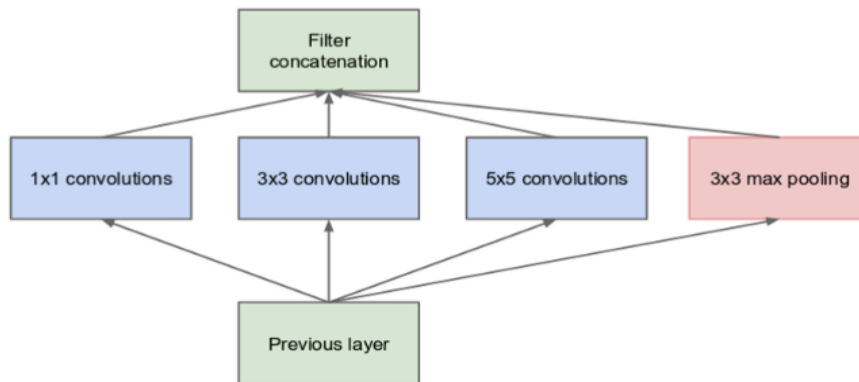 Filter
concatenation
1x1 convolutions
3x3 convolutions
5x5 convolutions
3x3 max pooling
Previous layer